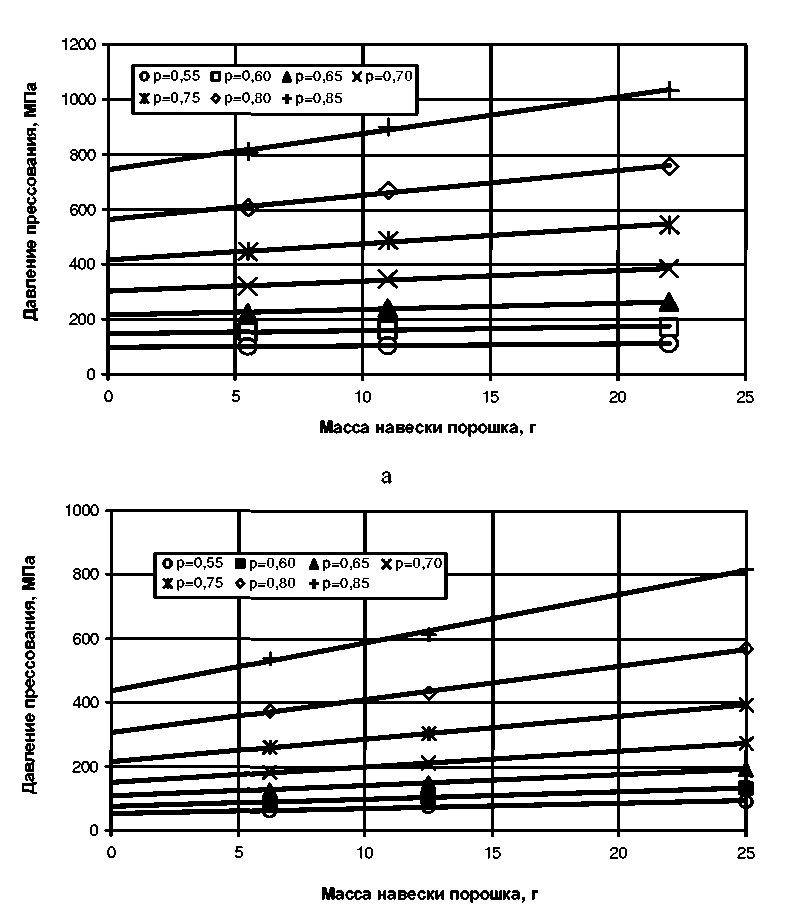 Давление прессования, МПа
1200
1000
800
600
400
200
0
p=0,55 p=0,60 p=0,65 p=0,70
p=0,75 p=0,80 p=0,85
0 5 10 15 20 25
Масса навески порошка, г
а
Давление прессования, МПа
1000
800
600
400
200
0
p=0,55 p=0,60 p=0,65 p=0,70
p=0,75 p=0,80 p=0,85
0 5 10 15 20 25
Масса навески порошка, г